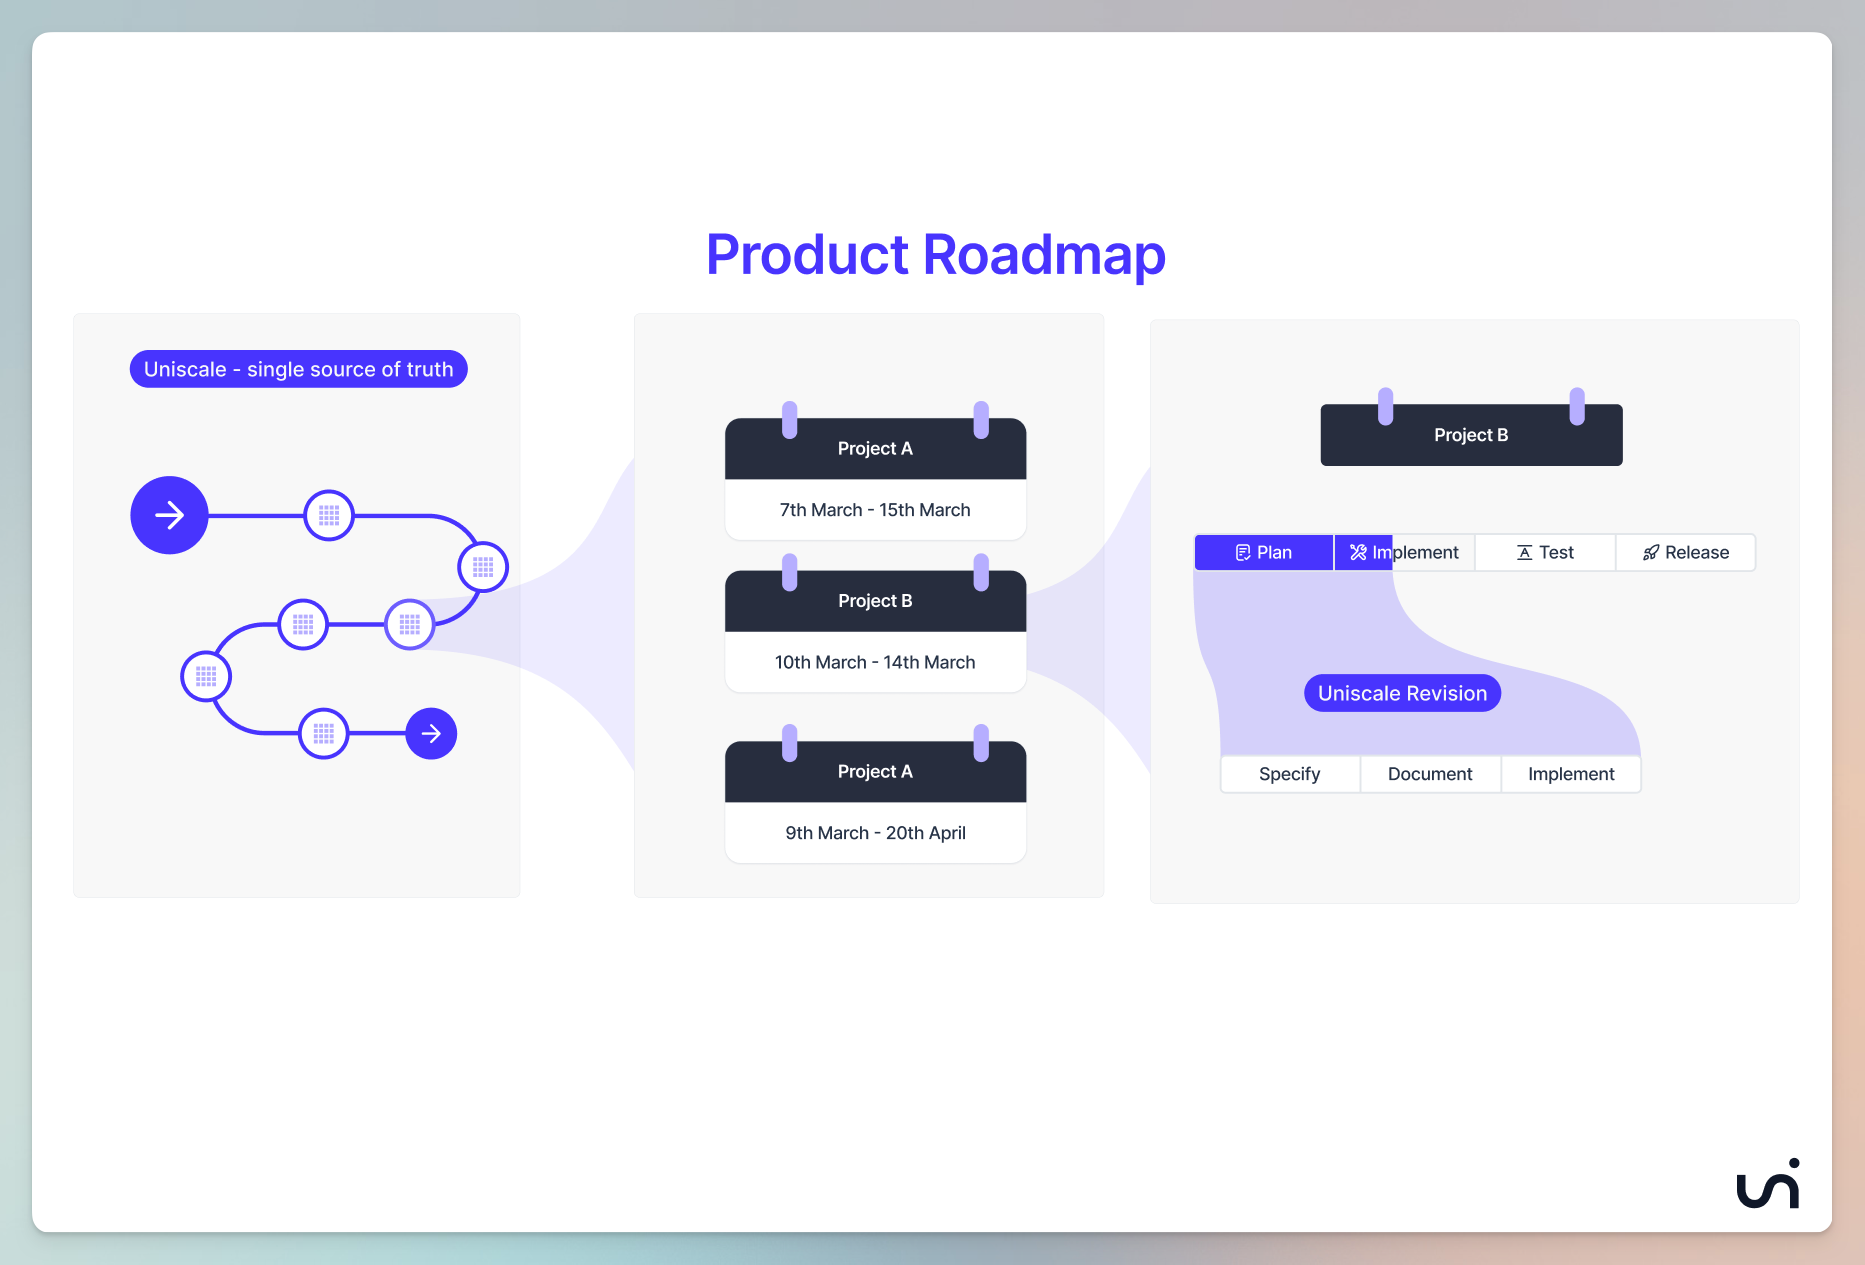 Product Roadmap
Uniscale - single source of truth
Project A
7th March - 15th March
Project B
10th March - 14th March
Project A
9th March - 20th April
Project B
Plan
Implement
Test
Release
Uniscale Revision
Specify
Document
Implement
uni